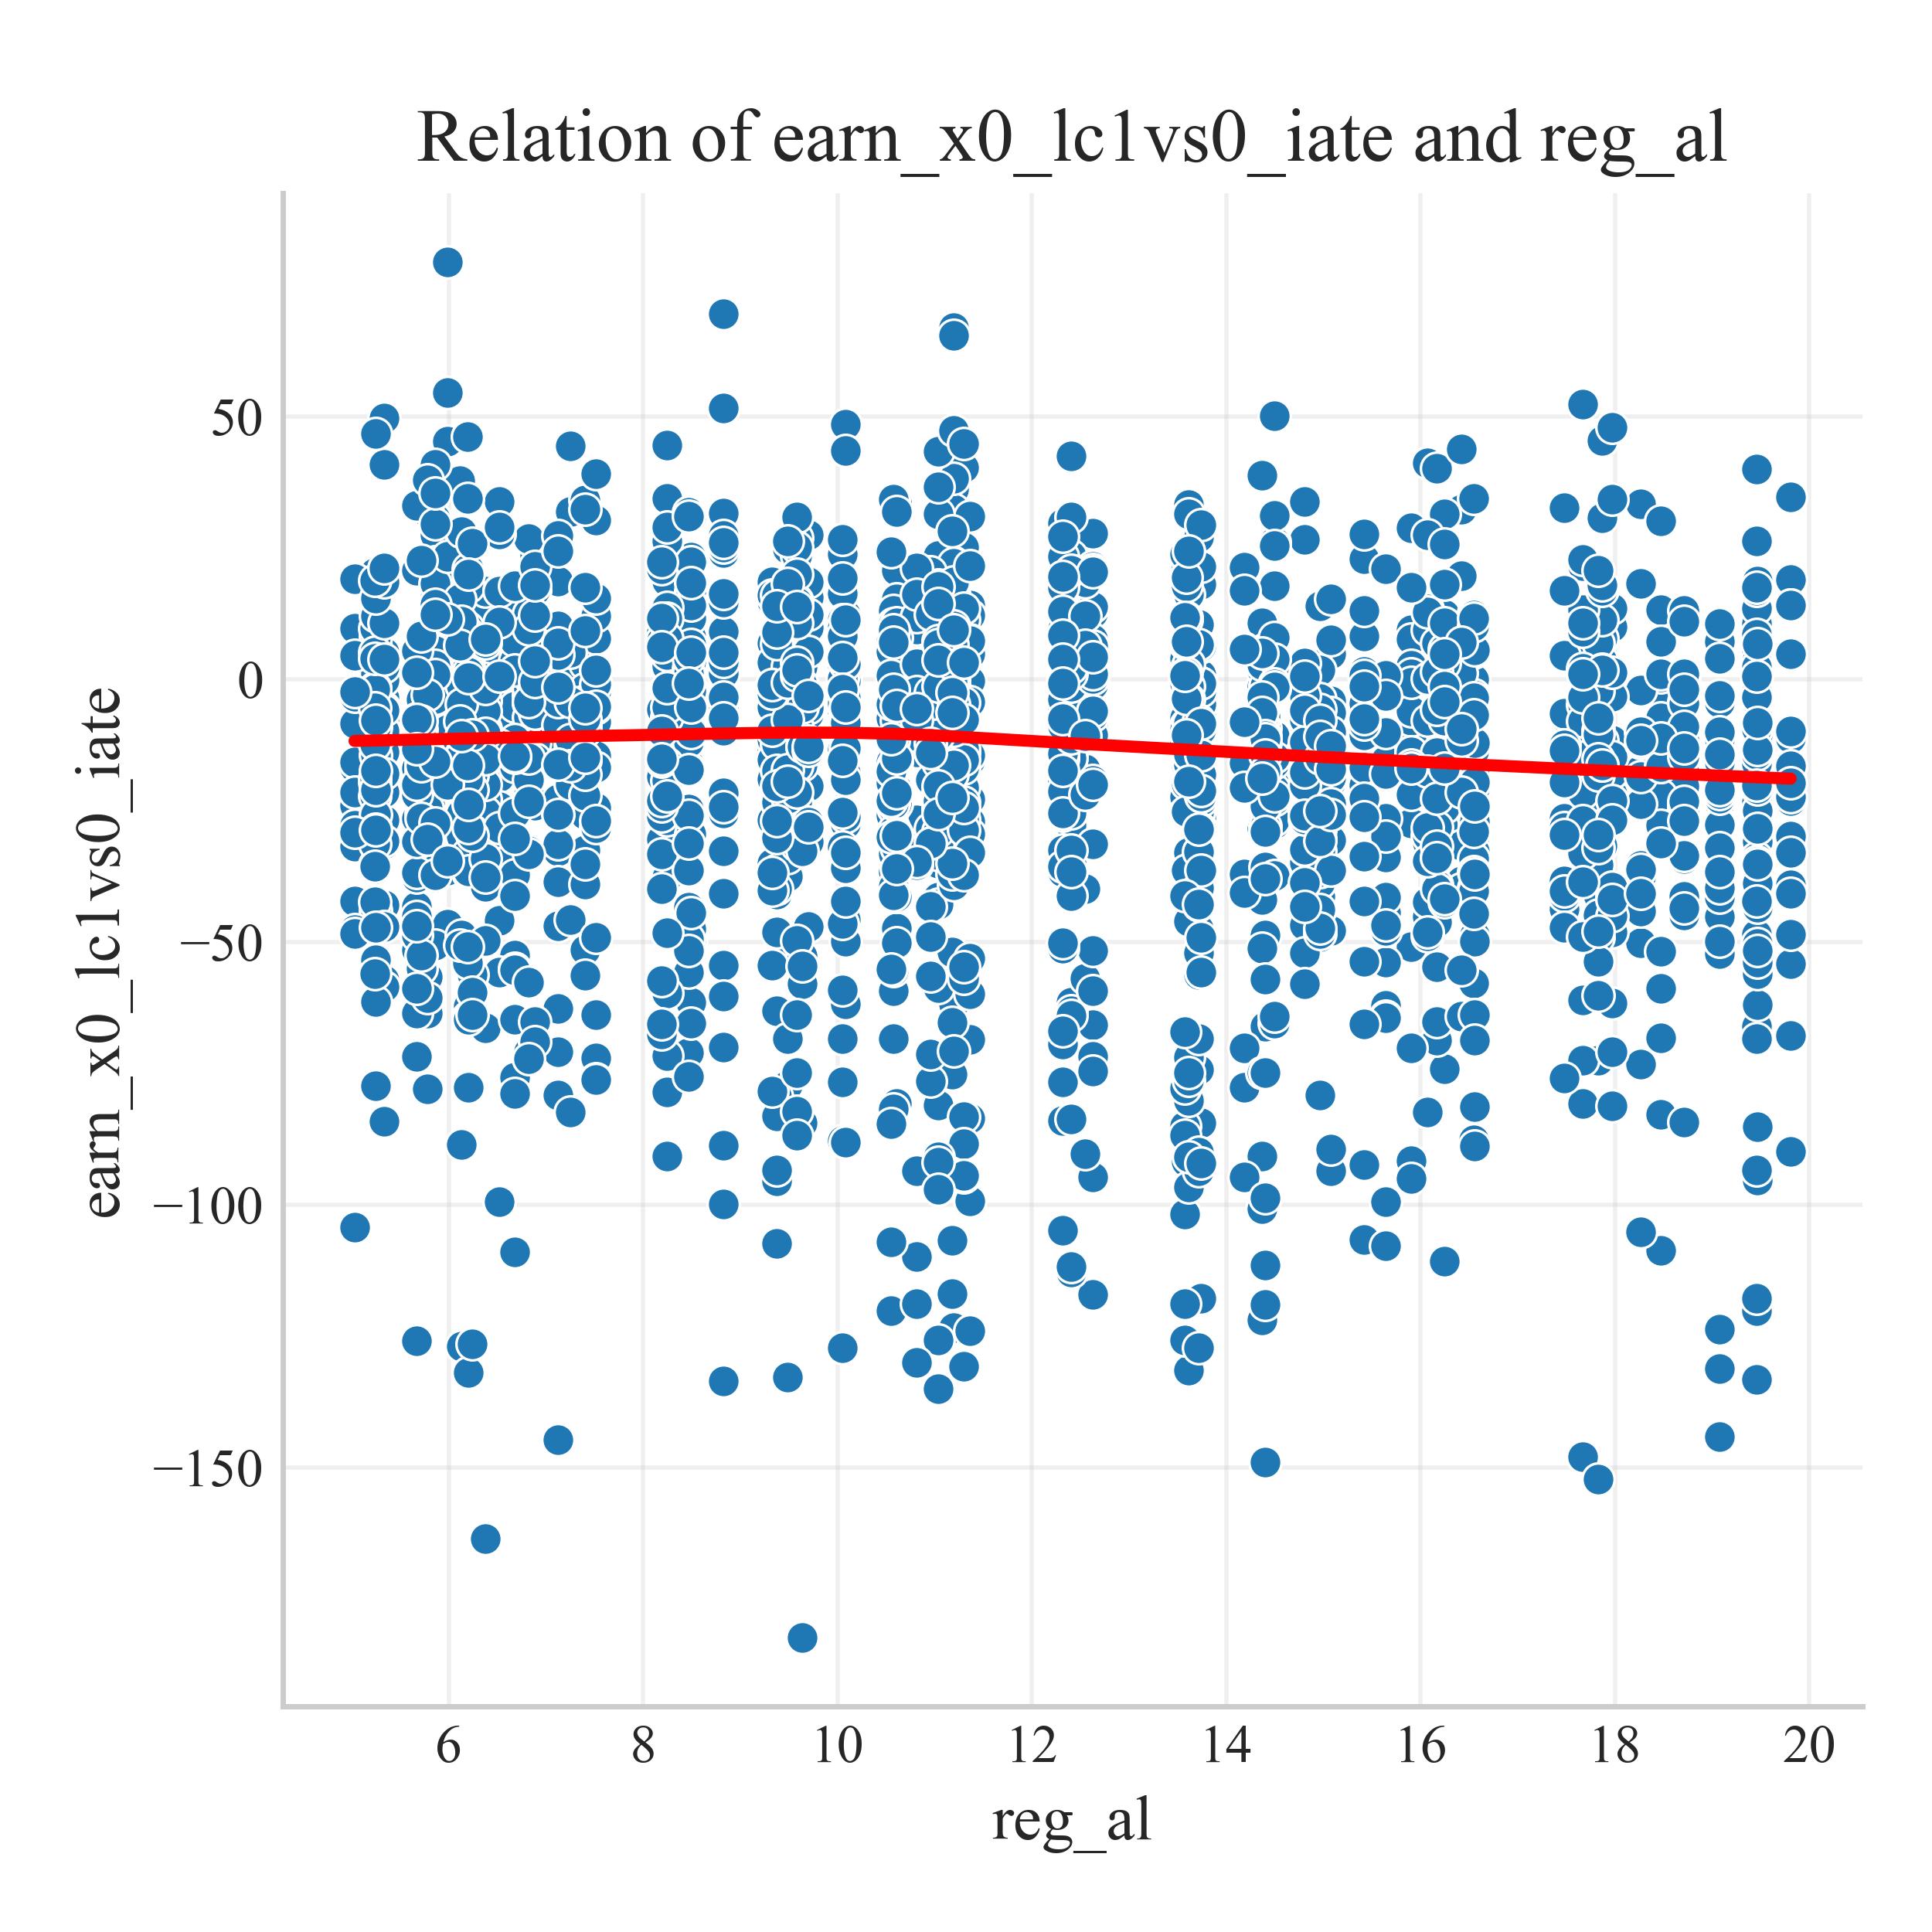 Relation of earn_x0_lc1vs0_iate and reg_al
earn_x0_lc1vs0_iate
50
0
−50
−100
−150
6 8 10 12 14 16 18 20
reg_al